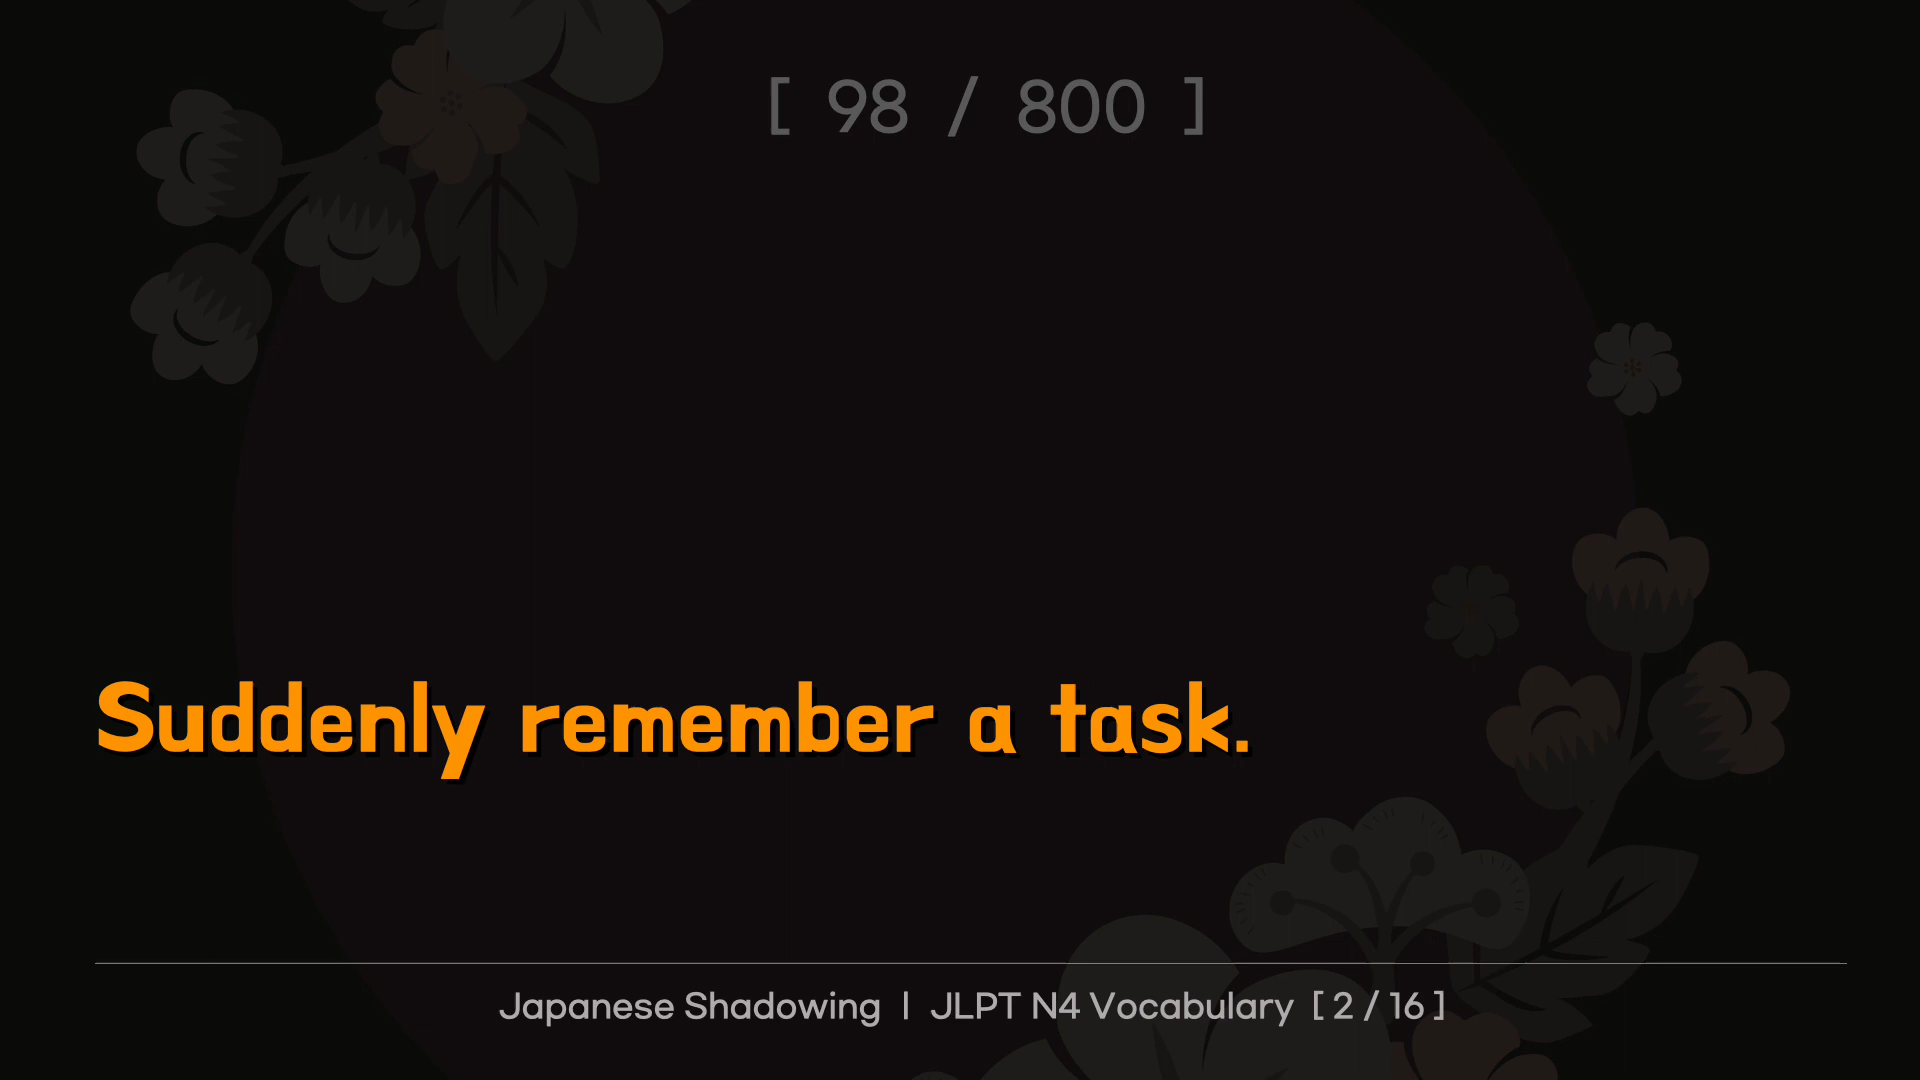 [ 98 / 800 ]
Suddenly remember a task.
Japanese Shadowing | JLPT N4 Vocabulary [ 2 / 16 ]